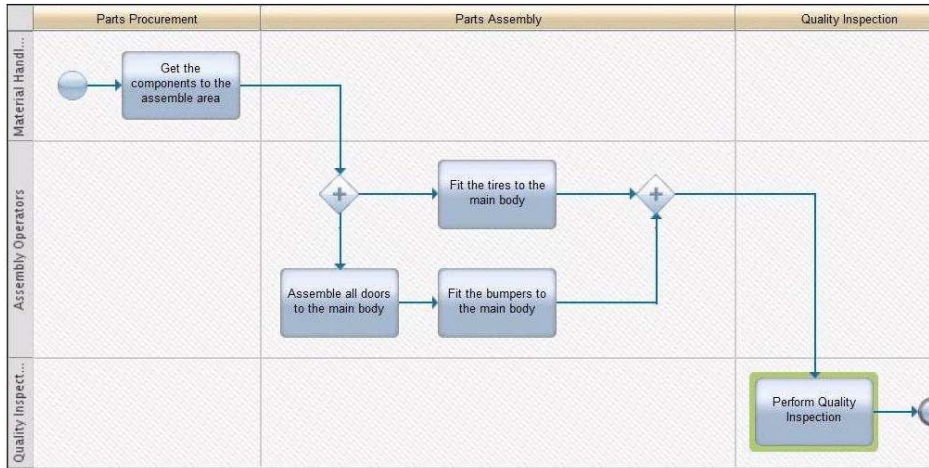 Parts Procurement
Parts Assembly
Quality Inspection
Material Handl...
Get the
components to the
assemble area
Assembly Operators
Fit the tires to the
main body
Assemble all doors
to the main body
Fit the bumpers to
the main body
Quality Inspect...
Perform Quality
Inspection